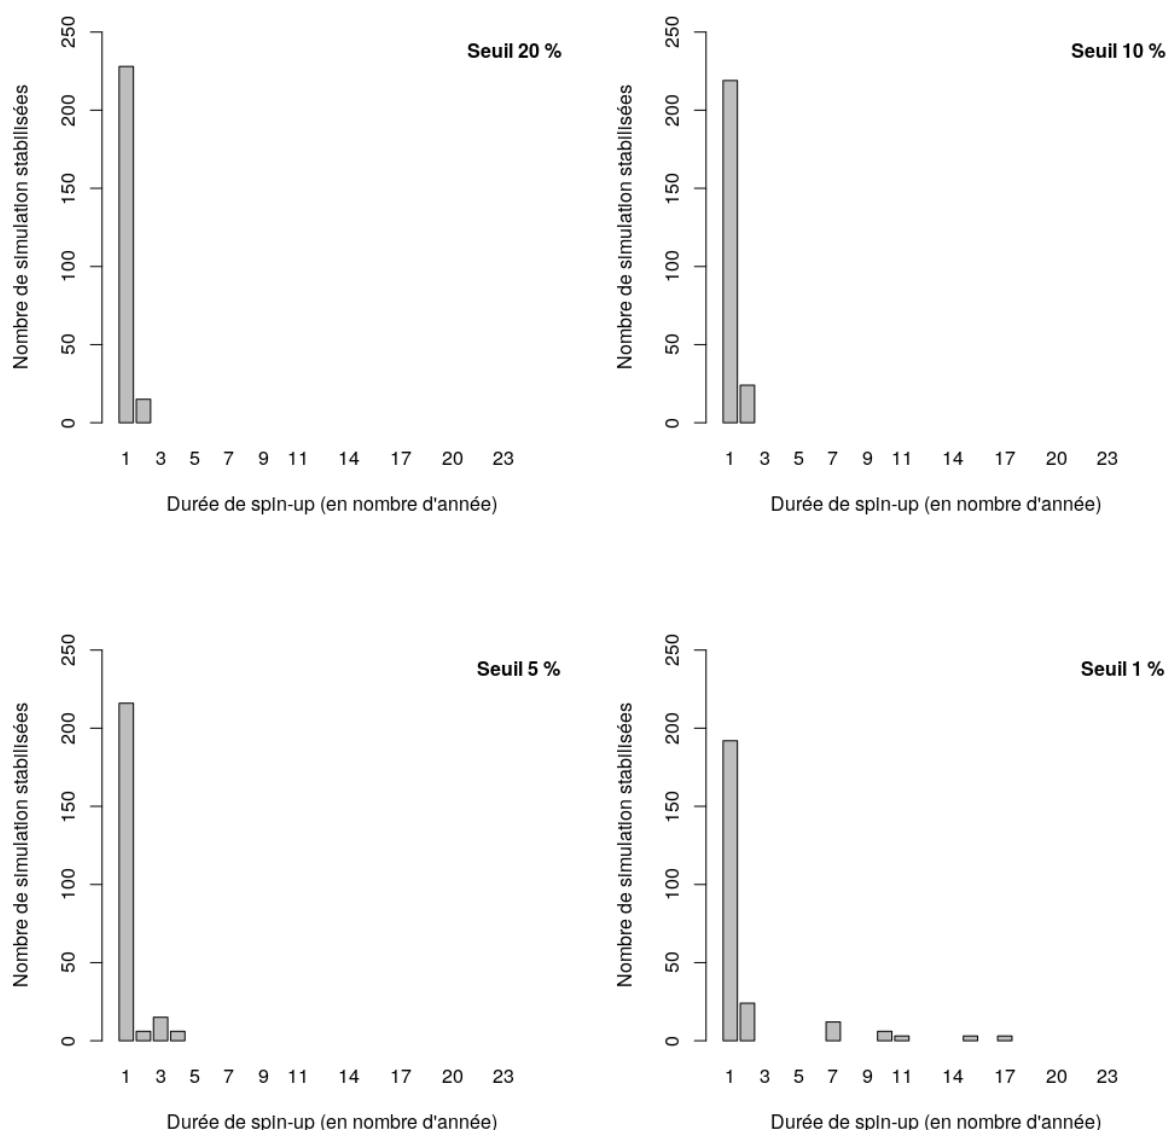 Seuil 20 %
Nombre de simulation stabilisées
250
200
150
100
50
0
1 3 5 7 9 11 14 17 20 23
Durée de spin-up (en nombre d'année)
Seuil 10 %
Nombre de simulation stabilisées
250
200
150
100
50
0
1 3 5 7 9 11 14 17 20 23
Durée de spin-up (en nombre d'année)
Seuil 5 %
Nombre de simulation stabilisées
250
200
150
100
50
0
1 3 5 7 9 11 14 17 20 23
Durée de spin-up (en nombre d'année)
Seuil 1 %
Nombre de simulation stabilisées
250
200
150
100
50
0
1 3 5 7 9 11 14 17 20 23
Durée de spin-up (en nombre d'année)